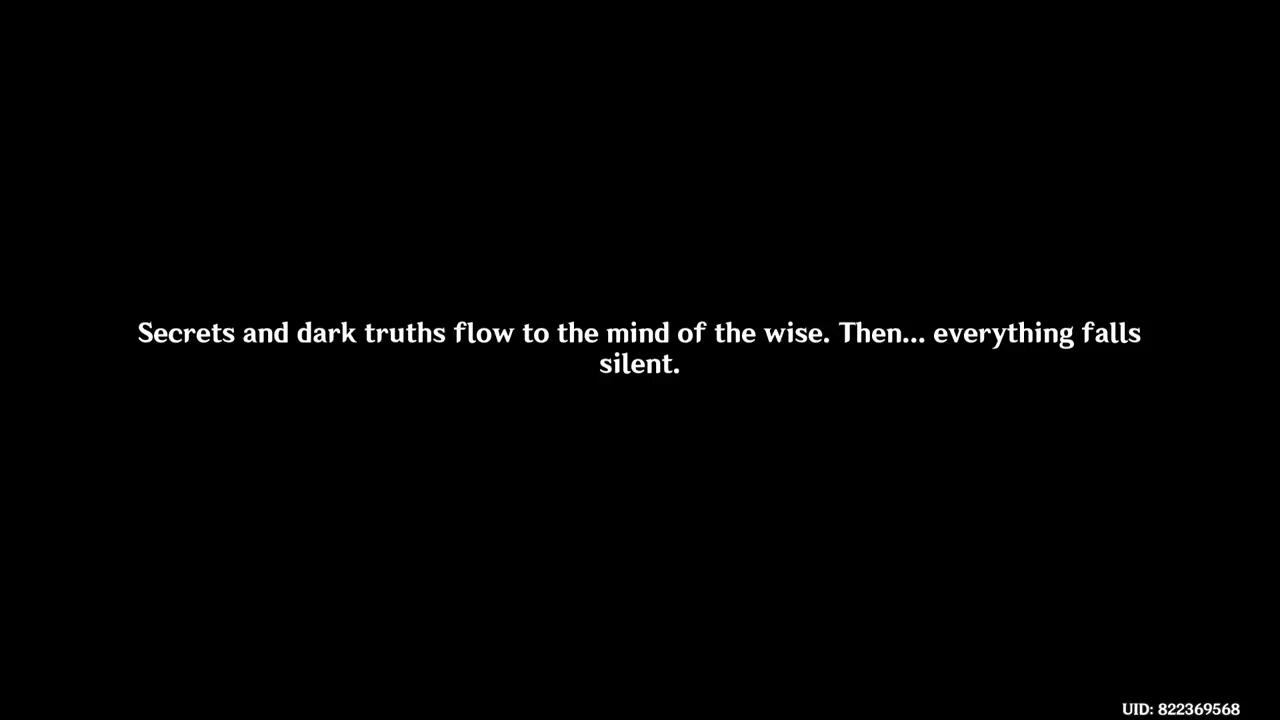 Secrets and dark truths flow to the mind of the wise. Then... everything falls
silent.
UID: 822369568